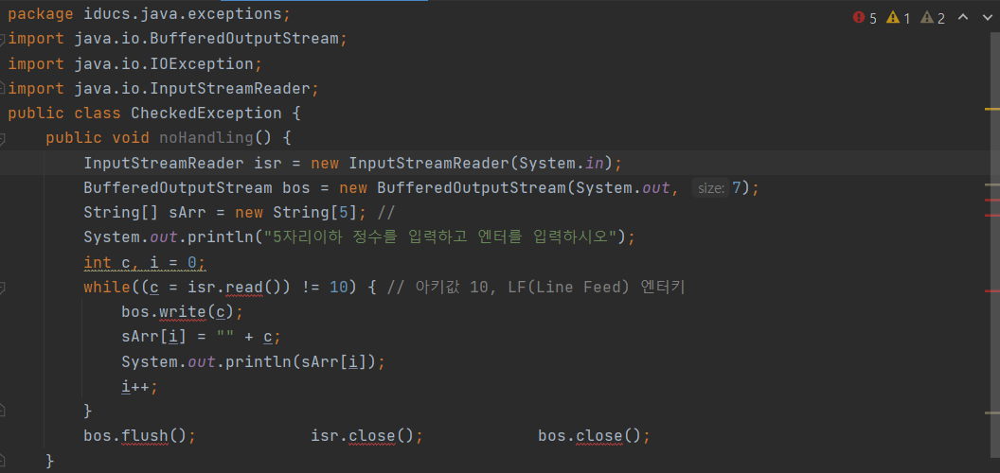 package iducs.java.exceptions;
5 1 2
import java.io.BufferedOutputStream;
import java.io.IOException;
import java.io.InputStreamReader;
public class CheckedException {
public void noHandling() {
InputStreamReader isr = new InputStreamReader(System.in);
BufferedOutputStream bos = new BufferedOutputStream(System.out, size: 7);
String[] sArr = new String[5]; //
System.out.println("5자리이하 정수를 입력하고 엔터를 입력하시오");
int c, i = 0;
while((c = isr.read()) != 10) { // 아키값 10, LF(Line Feed) 엔터키
bos.write(c);
sArr[i] = "" + c;
System.out.println(sArr[i]);
i++;
}
bos.flush(); isr.close(); bos.close();
}